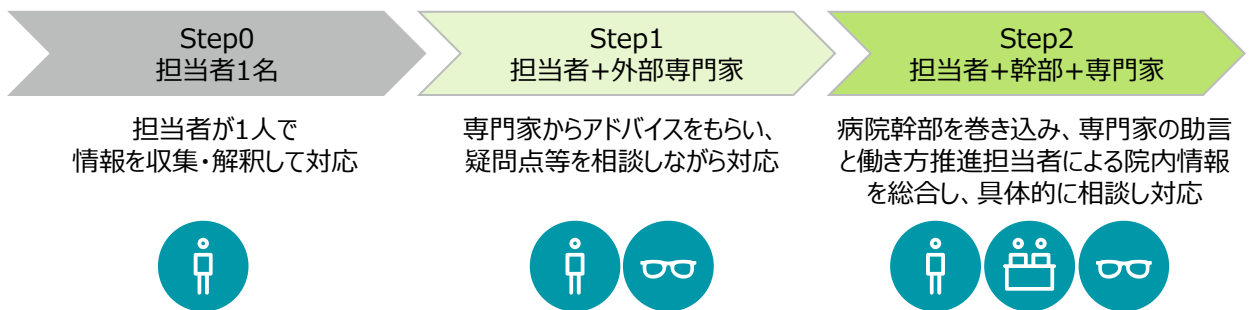 Step0
担当者1名
Step1
担当者+外部専門家
Step2
担当者+幹部+専門家
担当者が1人で
情報を収集・解釈して対応
専門家からアドバイスをもらい、
疑問点等を相談しながら対応
病院幹部を巻き込み、専門家の助言
と働き方推進担当者による院内情報
を総合し、具体的に相談し対応